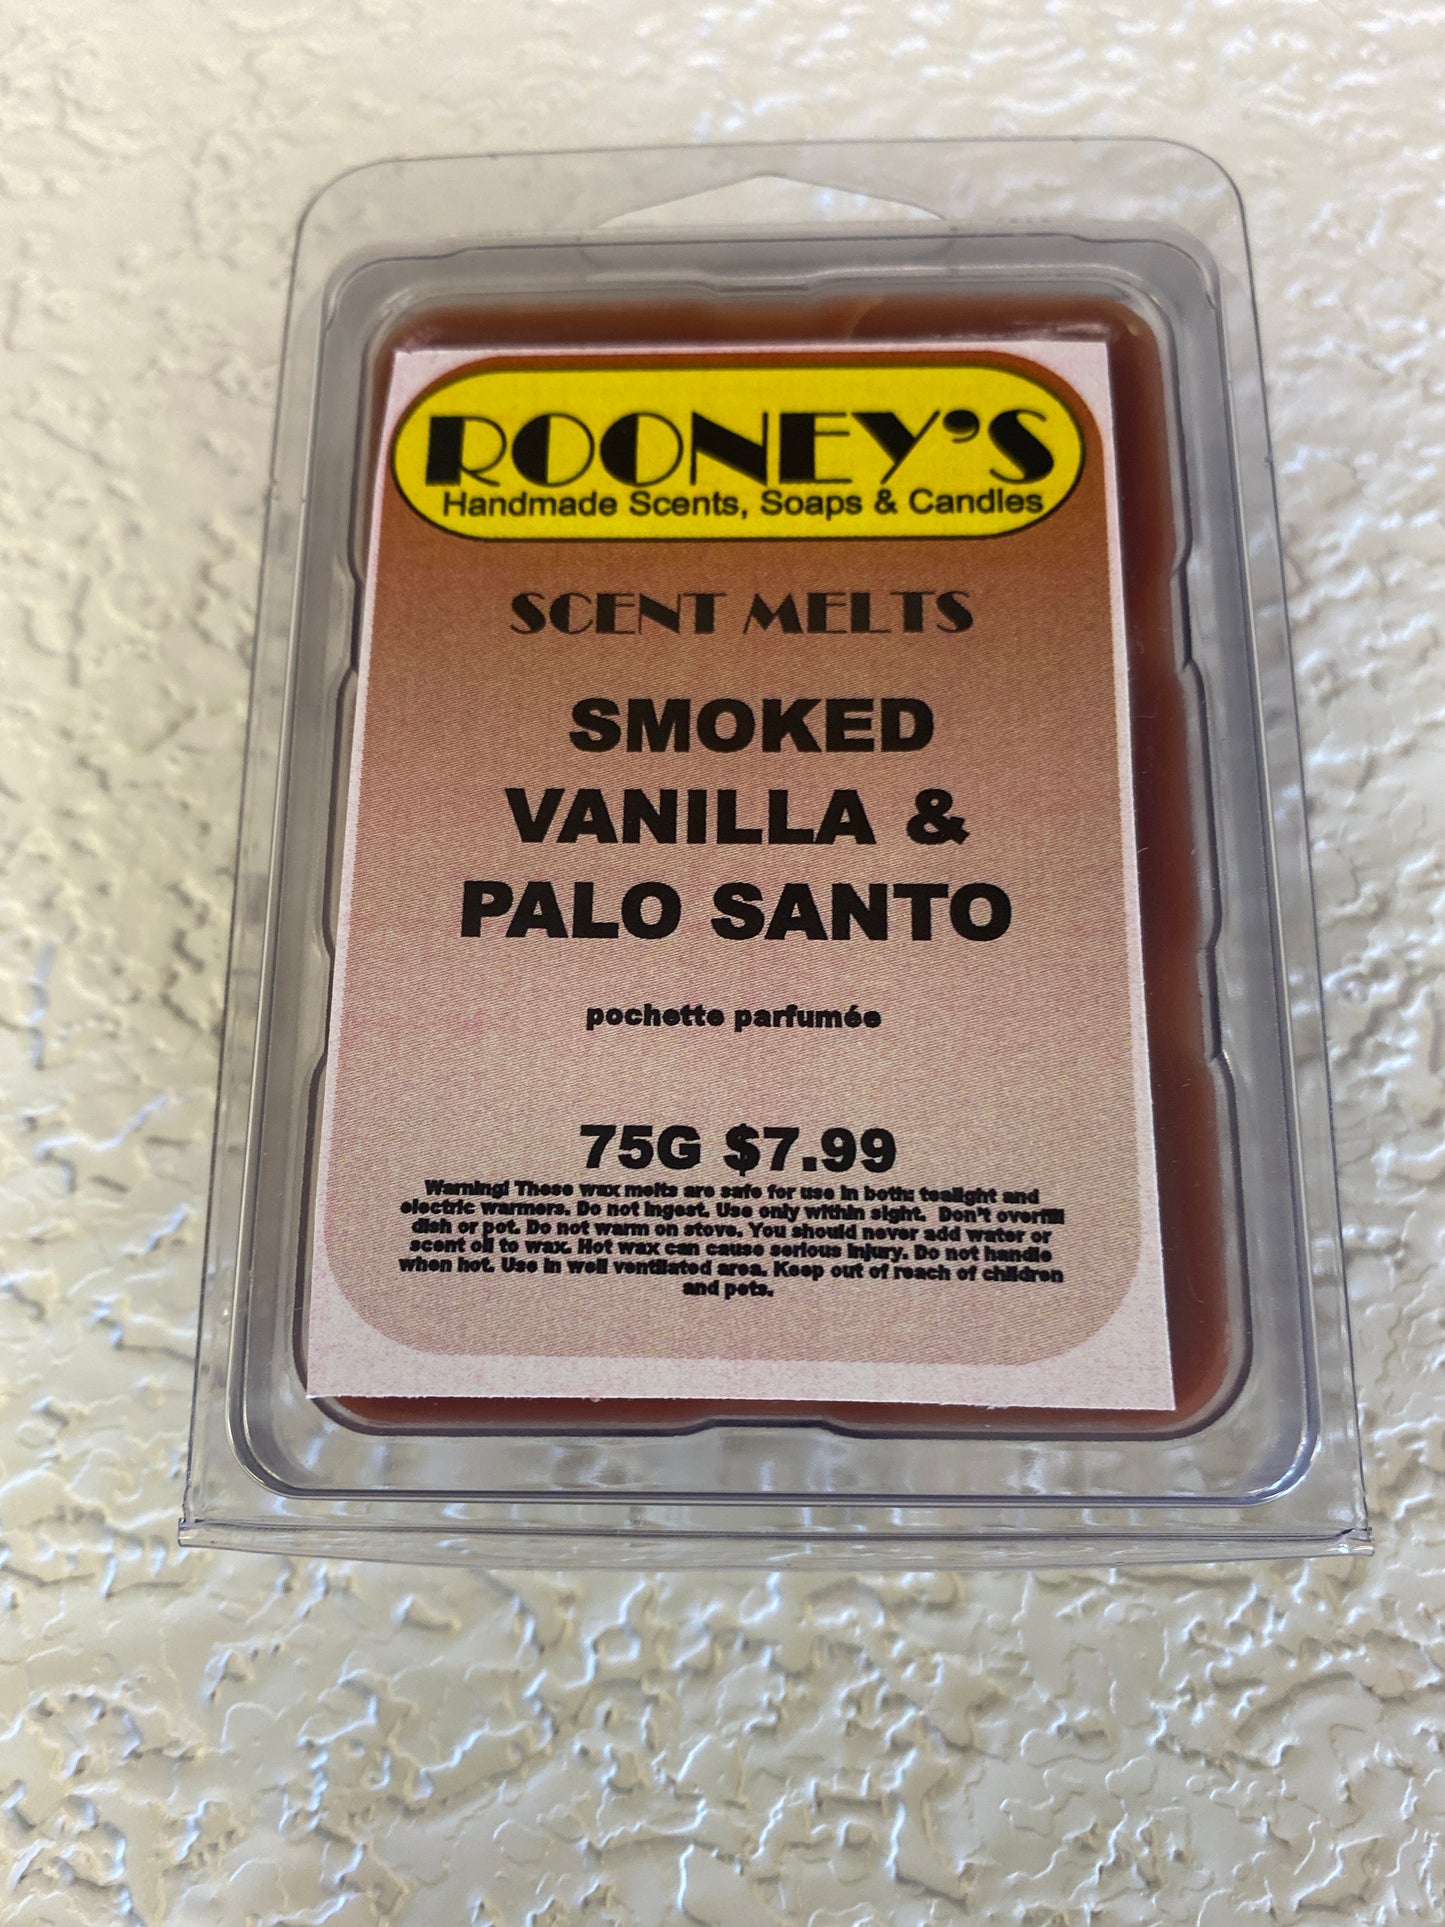 ROONEY'S
Handmade Scents, Soaps & Candles
SCENT MELTS
SMOKED
VANILLA &
PALO SANTO
pochette parfumée
75G $7.99
Warning! These wax melts are safe for use in both: tealight and
electric warmers. Do not ingest. Use only within sight. Don't overfill
dish or pot. Do not warm on stove. You should never add water or
scent oil to wax. Hot wax can cause serious injury. Do not handle
when hot. Use in well ventilated area. Keep out of reach of children
and pets.